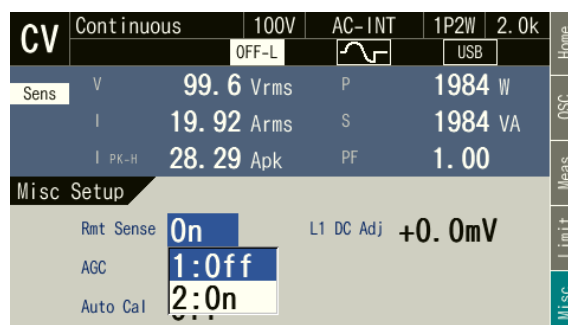 CV Continuous 100V AC-INT 1P2W 2.0k
OFF-L USB
Sens V 99.6 Vrms P 1984 W
I 19.92 Arms S 1984 VA
I PK-H 28.29 Apk PF 1.00
Misc Setup
Rmt Sense On L1 DC Adj +0.0mV
AGC 1:Off
Auto Cal 2:On
Home
OSC
Meas
Limit
Misc